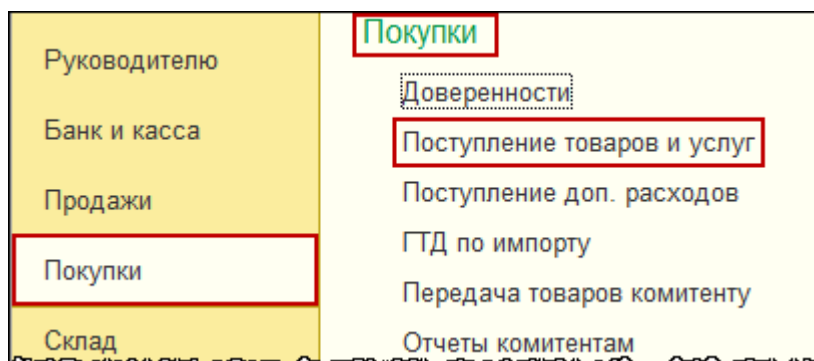 Руководителю
Банк и касса
Продажи
Покупки
Склад
Покупки
Доверенности
Поступление товаров и услуг
Поступление доп. расходов
ГТД по импорту
Передача товаров комитенту
Отчеты комитентам